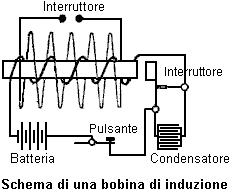 Interruttore
Interruttore
Pulsante
Batteria
Condensatore
Schema di una bobina di induzione